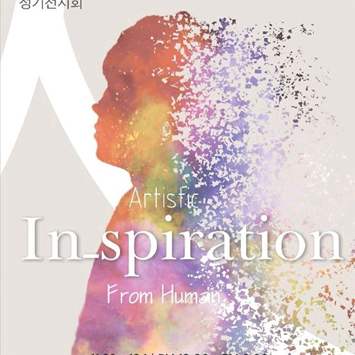 정기전시회
Artistic
In-spiration
From Human